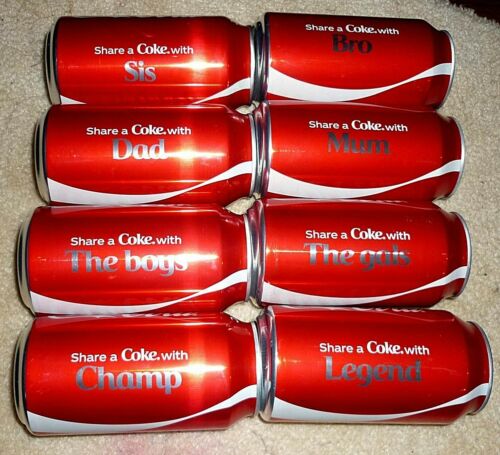 Share a Coke. with
Sis
Share a Coke. with
Bro
Share a Coke. with
Dad
Share a Coke. with
Mum
Share a Coke. with
The boys
Share a Coke. with
The gals
Share a Coke. with
Champ
Share a Coke. with
Legend